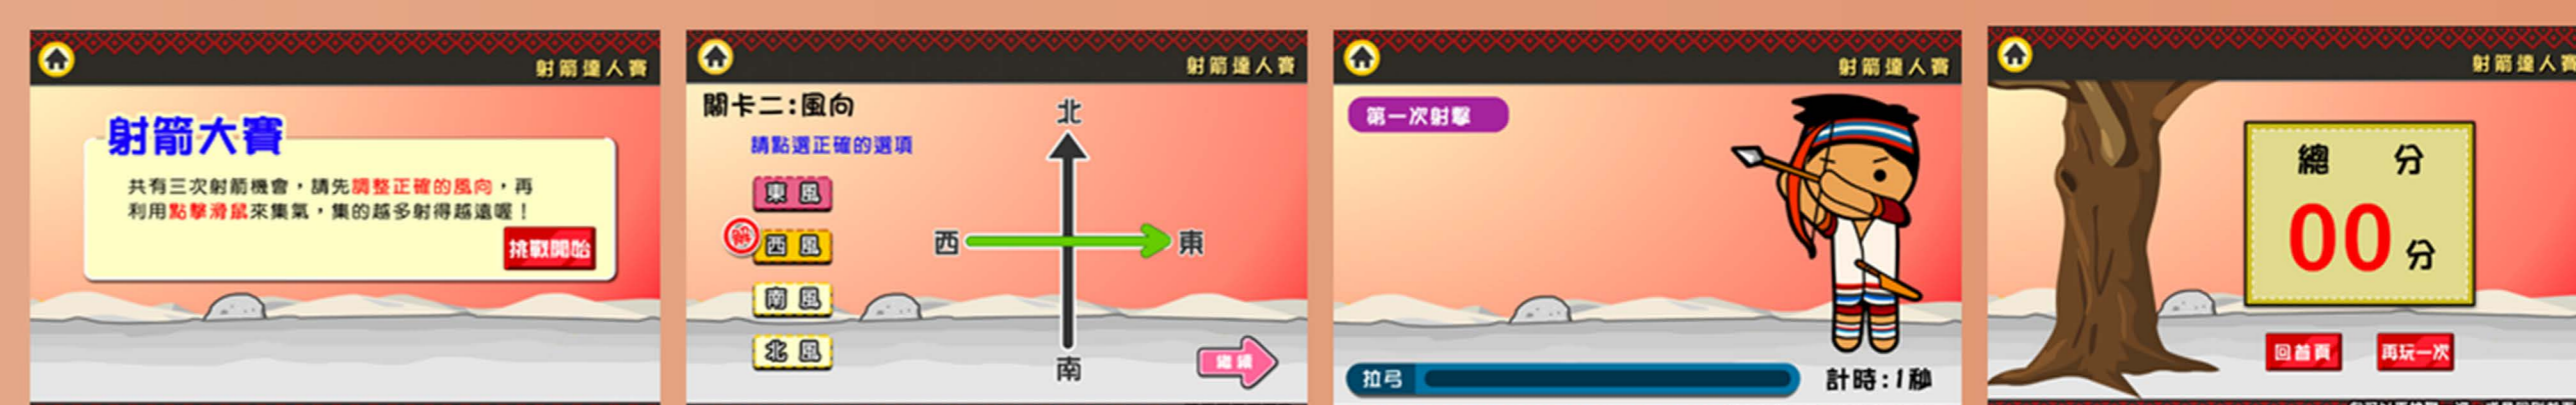 射箭達人賽
射箭大賽
共有三次射箭機會，請先調整正確的風向，再
利用點擊滑鼠來集氣，集的越多射得越遠喔！
挑戰開始
射箭達人賽
關卡二：風向
請點選正確的選項
東風
解
西風
南風
北風
北
西
東
南
繼續
射箭達人賽
第一次射擊
拉弓
計時：1秒
射箭達人賽
總分
00分
回首頁
再玩一次